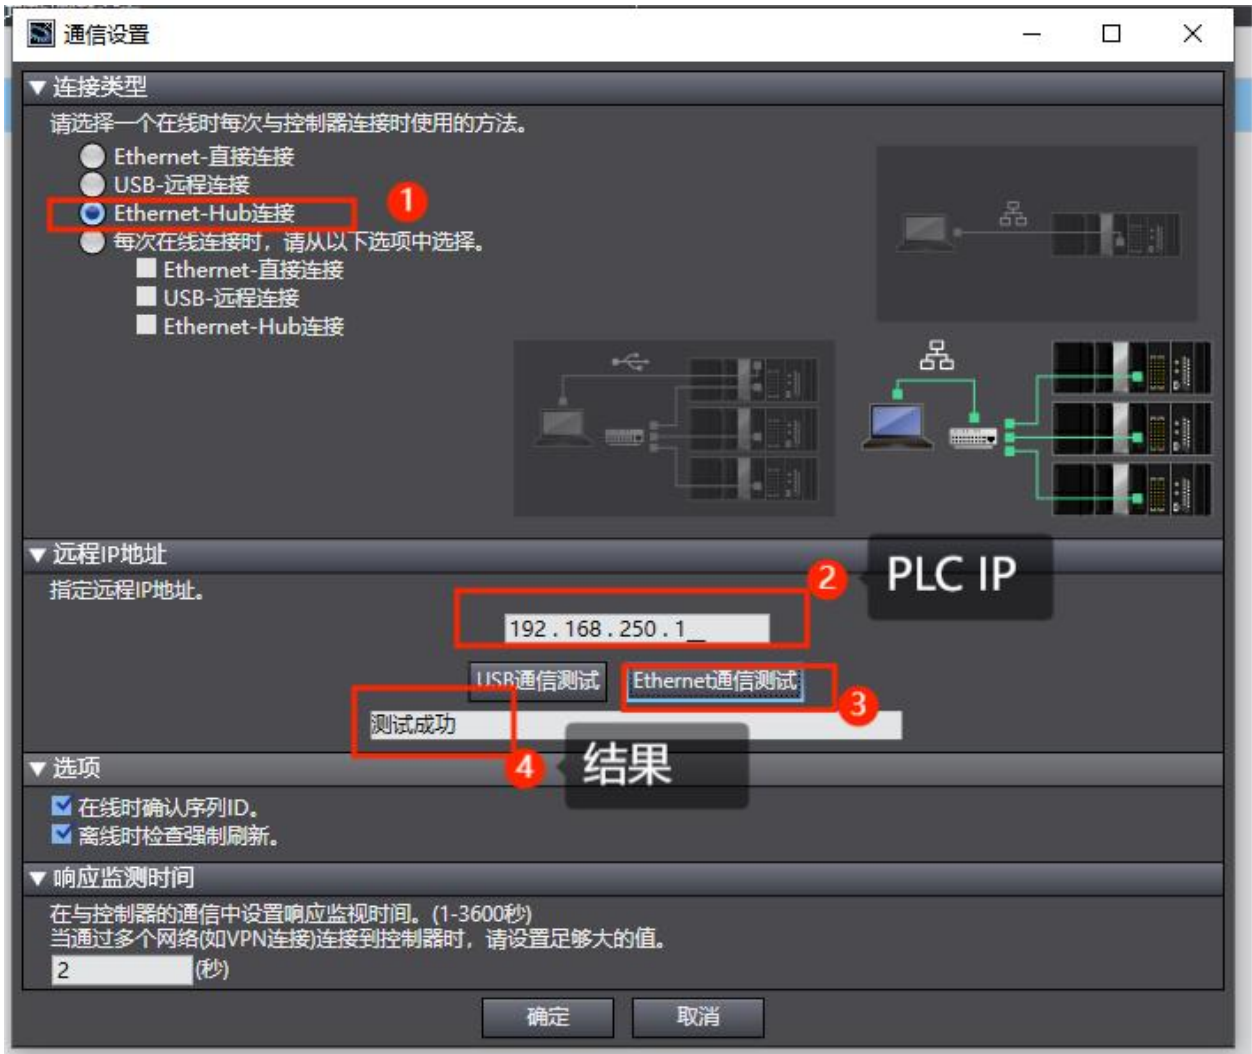 通信设置
连接类型
请选择一个在线时每次与控制器连接时使用的方法。
Ethernet-直接连接
USB-远程连接
1
Ethernet-Hub连接
每次在线连接时，请从以下选项中选择。
Ethernet-直接连接
USB-远程连接
Ethernet-Hub连接
远程IP地址
指定远程IP地址。
2
PLC IP
192.168.250.1_
USB通信测试
Ethernet通信测试
3
测试成功
4
结果
选项
在线时确认序列ID。
离线时检查强制刷新。
响应监测时间
在与控制器的通信中设置响应监视时间。(1-3600秒)
当通过多个网络(如VPN连接)连接到控制器时，请设置足够大的值。
2 (秒)
确定
取消